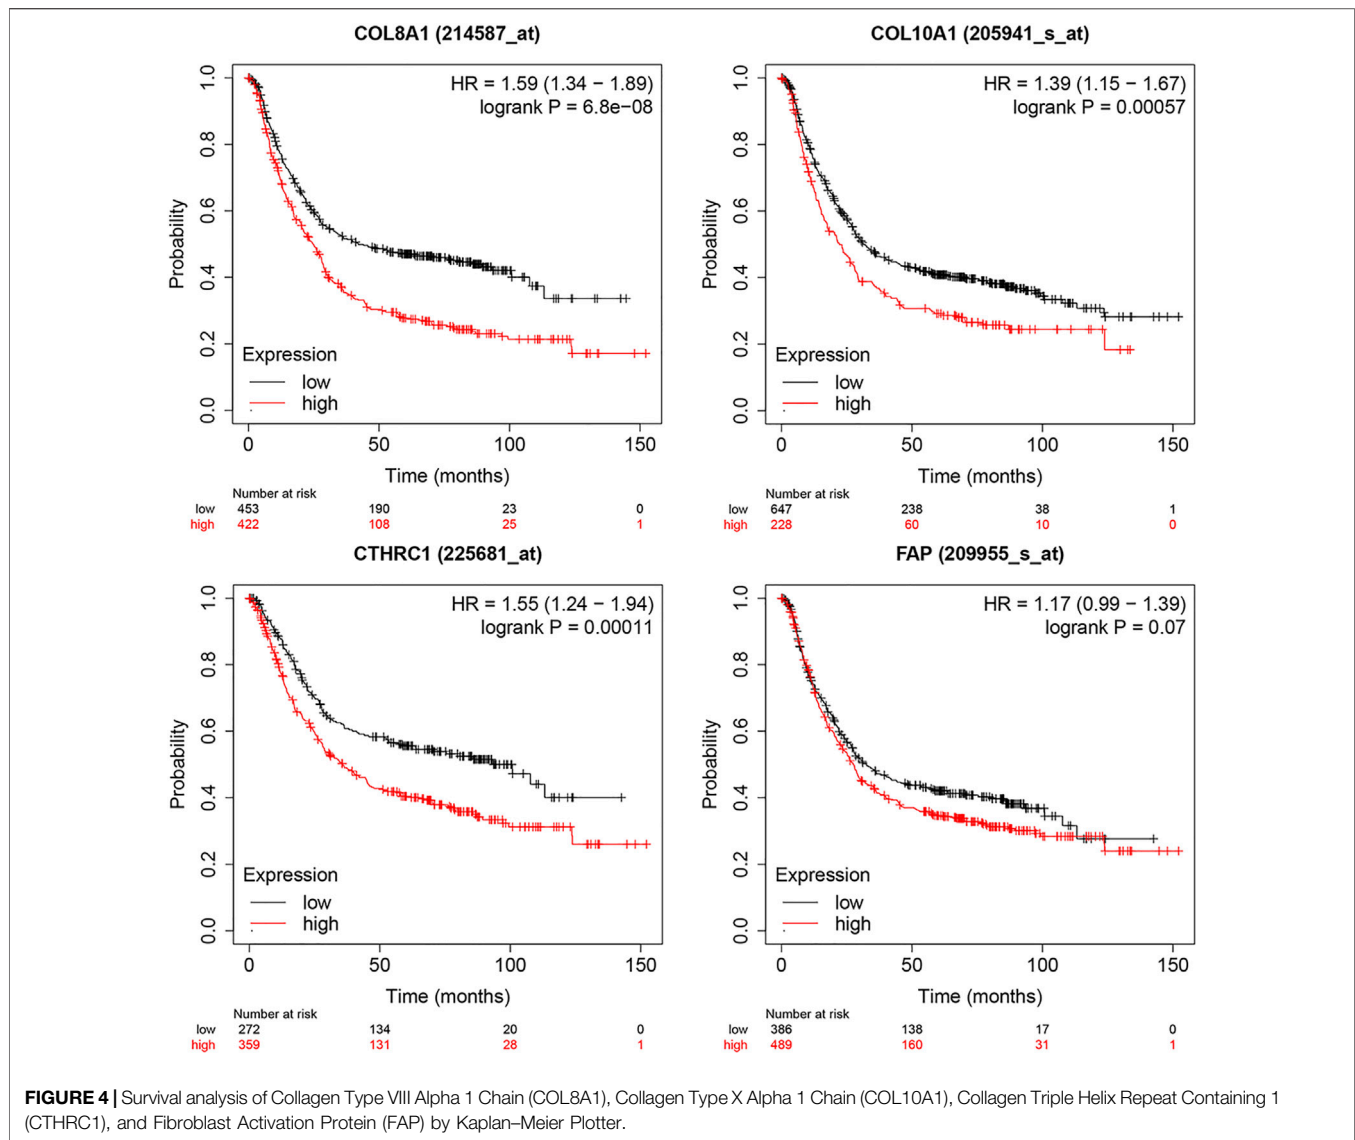 COL8A1 (214587_at)
HR = 1.59 (1.34 − 1.89)
logrank P = 6.8e−08
Probability
1.0
0.8
0.6
0.4
0.2
0.0
Expression
low
high
0 50 100 150
Time (months)
Number at risk
low 453 190 23 0
high 422 108 25 1
COL10A1 (205941_s_at)
HR = 1.39 (1.15 − 1.67)
logrank P = 0.00057
Probability
1.0
0.8
0.6
0.4
0.2
0.0
Expression
low
high
0 50 100 150
Time (months)
Number at risk
low 647 238 38 1
high 228 60 10 0
CTHRC1 (225681_at)
HR = 1.55 (1.24 − 1.94)
logrank P = 0.00011
Probability
1.0
0.8
0.6
0.4
0.2
0.0
Expression
low
high
0 50 100 150
Time (months)
Number at risk
low 272 134 20 0
high 359 131 28 1
FAP (209955_s_at)
HR = 1.17 (0.99 − 1.39)
logrank P = 0.07
Probability
1.0
0.8
0.6
0.4
0.2
0.0
Expression
low
high
0 50 100 150
Time (months)
Number at risk
low 386 138 17 0
high 489 160 31 1
FIGURE 4 | Survival analysis of Collagen Type VIII Alpha 1 Chain (COL8A1), Collagen Type X Alpha 1 Chain (COL10A1), Collagen Triple Helix Repeat Containing 1
(CTHRC1), and Fibroblast Activation Protein (FAP) by Kaplan–Meier Plotter.